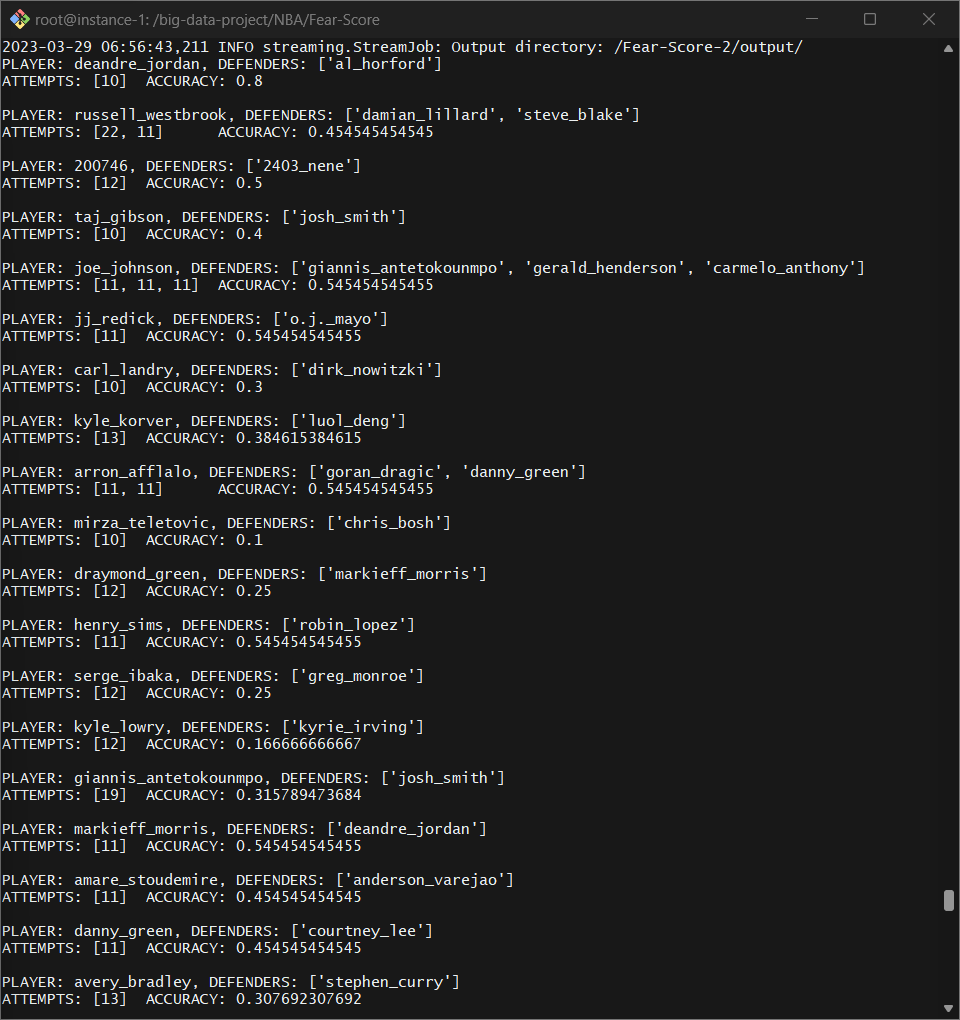 root@instance-1: /big-data-project/NBA/Fear-Score
2023-03-29 06:56:43,211 INFO streaming.StreamJob: Output directory: /Fear-Score-2/output/
PLAYER: deandre_jordan, DEFENDERS: ['al_horford']
ATTEMPTS: [10]  ACCURACY: 0.8
PLAYER: russell_westbrook, DEFENDERS: ['damian_lillard', 'steve_blake']
ATTEMPTS: [22, 11]      ACCURACY: 0.454545454545
PLAYER: 200746, DEFENDERS: ['2403_nene']
ATTEMPTS: [12]  ACCURACY: 0.5
PLAYER: taj_gibson, DEFENDERS: ['josh_smith']
ATTEMPTS: [10]  ACCURACY: 0.4
PLAYER: joe_johnson, DEFENDERS: ['giannis_antetokounmpo', 'gerald_henderson', 'carmelo_anthony']
ATTEMPTS: [11, 11, 11]  ACCURACY: 0.545454545455
PLAYER: jj_redick, DEFENDERS: ['o.j._mayo']
ATTEMPTS: [11]  ACCURACY: 0.545454545455
PLAYER: carl_landry, DEFENDERS: ['dirk_nowitzki']
ATTEMPTS: [10]  ACCURACY: 0.3
PLAYER: kyle_korver, DEFENDERS: ['luol_deng']
ATTEMPTS: [13]  ACCURACY: 0.384615384615
PLAYER: arron_afflalo, DEFENDERS: ['goran_dragic', 'danny_green']
ATTEMPTS: [11, 11]      ACCURACY: 0.545454545455
PLAYER: mirza_teletovic, DEFENDERS: ['chris_bosh']
ATTEMPTS: [10]  ACCURACY: 0.1
PLAYER: draymond_green, DEFENDERS: ['markieff_morris']
ATTEMPTS: [12]  ACCURACY: 0.25
PLAYER: henry_sims, DEFENDERS: ['robin_lopez']
ATTEMPTS: [11]  ACCURACY: 0.545454545455
PLAYER: serge_ibaka, DEFENDERS: ['greg_monroe']
ATTEMPTS: [12]  ACCURACY: 0.25
PLAYER: kyle_lowry, DEFENDERS: ['kyrie_irving']
ATTEMPTS: [12]  ACCURACY: 0.166666666667
PLAYER: giannis_antetokounmpo, DEFENDERS: ['josh_smith']
ATTEMPTS: [19]  ACCURACY: 0.315789473684
PLAYER: markieff_morris, DEFENDERS: ['deandre_jordan']
ATTEMPTS: [11]  ACCURACY: 0.545454545455
PLAYER: amare_stoudemire, DEFENDERS: ['anderson_varejao']
ATTEMPTS: [11]  ACCURACY: 0.454545454545
PLAYER: danny_green, DEFENDERS: ['courtney_lee']
ATTEMPTS: [11]  ACCURACY: 0.454545454545
PLAYER: avery_bradley, DEFENDERS: ['stephen_curry']
ATTEMPTS: [13]  ACCURACY: 0.307692307692